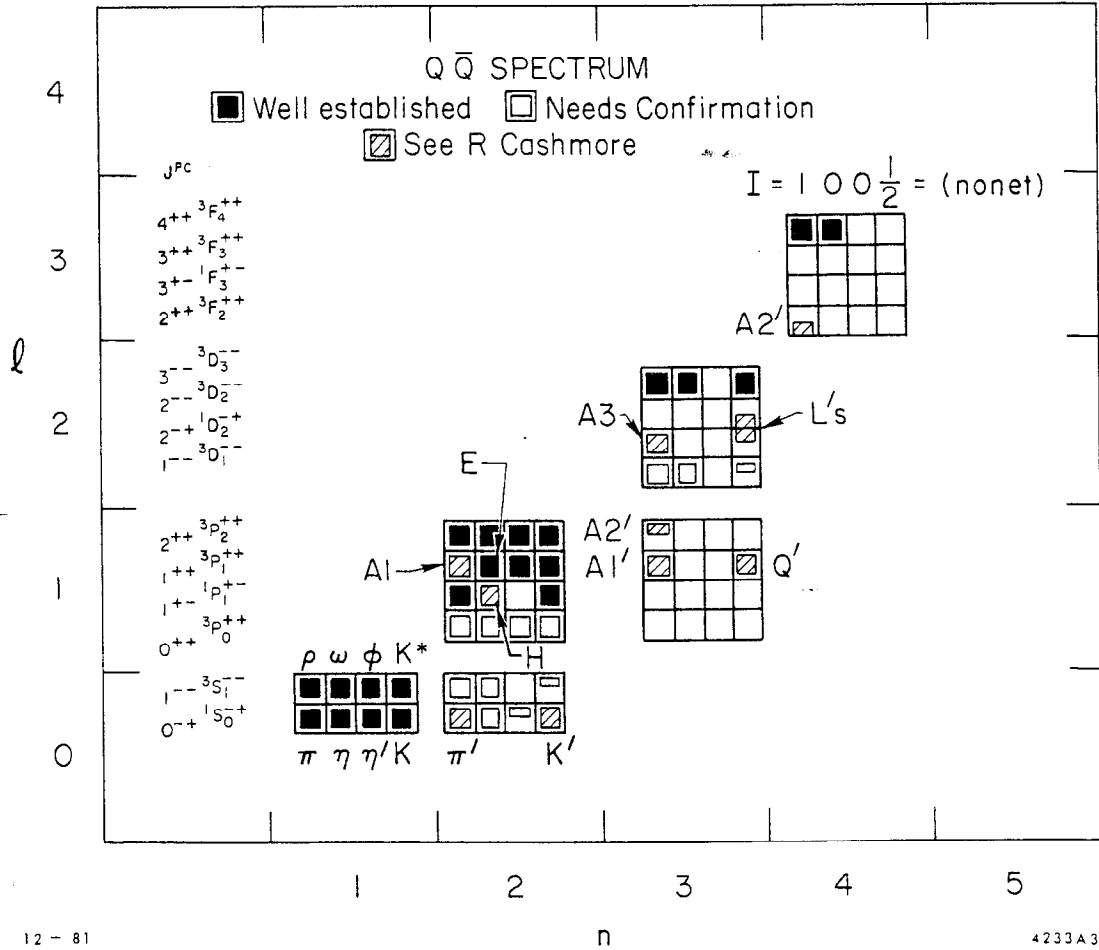 Q Q̅ SPECTRUM
Well established Needs Confirmation
See R Cashmore
J^PC
I = 1 0 0 1/2 = (nonet)
4
4++ ³F₄++
3++ ³F₃++
3+- ¹F₃+-
2++ ³F₂++
3
A2′
ℓ
3-- ³D₃--
2-- ³D₂--
2-+ ¹D₂-+
1-- ³D₁--
2
A3
L′s
E
2++ ³P₂++
1++ ³P₁++
1+- ¹P₁+-
0++ ³P₀++
1
A1
A2′
A1′
Q′
H
ρ ω ϕ K*
1-- ³S₁--
0-+ ¹S₀-+
0
π η η′ K π′ K′
1 2 3 4 5
n
12 - 81
4233A3